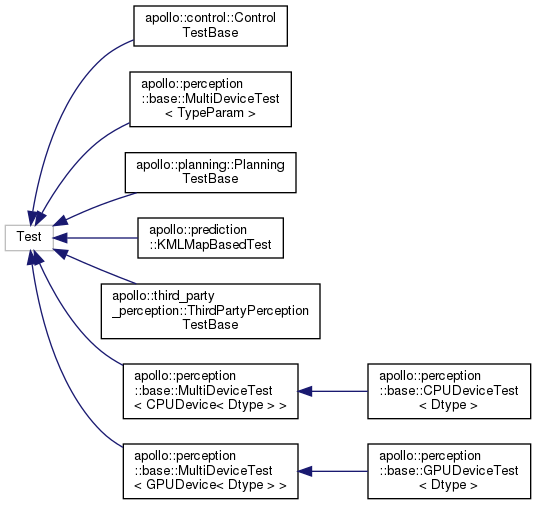 apollo::control::Control
TestBase
apollo::perception
::base::MultiDeviceTest
< TypeParam >
apollo::planning::Planning
TestBase
Test
apollo::prediction
::KMLMapBasedTest
apollo::third_party
_perception::ThirdPartyPerception
TestBase
apollo::perception
::base::MultiDeviceTest
< CPUDevice< Dtype > >
apollo::perception
::base::CPUDeviceTest
< Dtype >
apollo::perception
::base::MultiDeviceTest
< GPUDevice< Dtype > >
apollo::perception
::base::GPUDeviceTest
< Dtype >